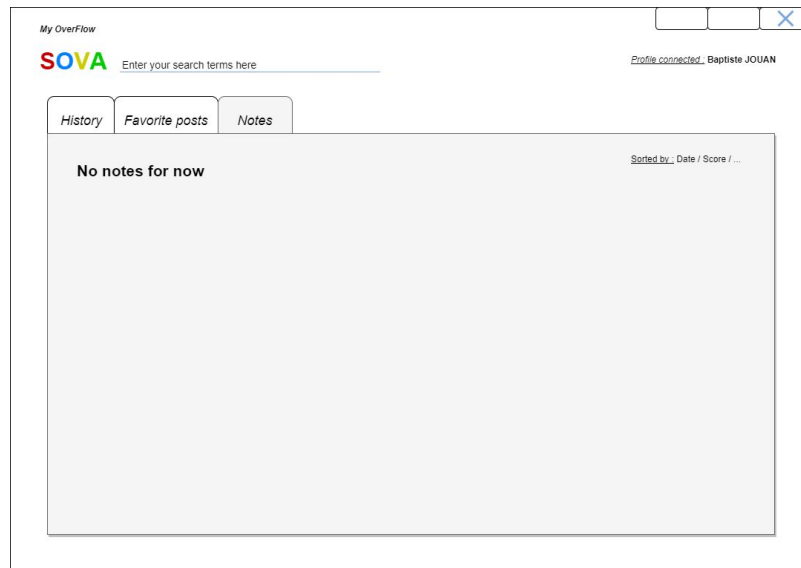 My OverFlow
SOVA Enter your search terms here
Profile connected : Baptiste JOUAN
History Favorite posts Notes
Sorted by : Date / Score / ...
No notes for now